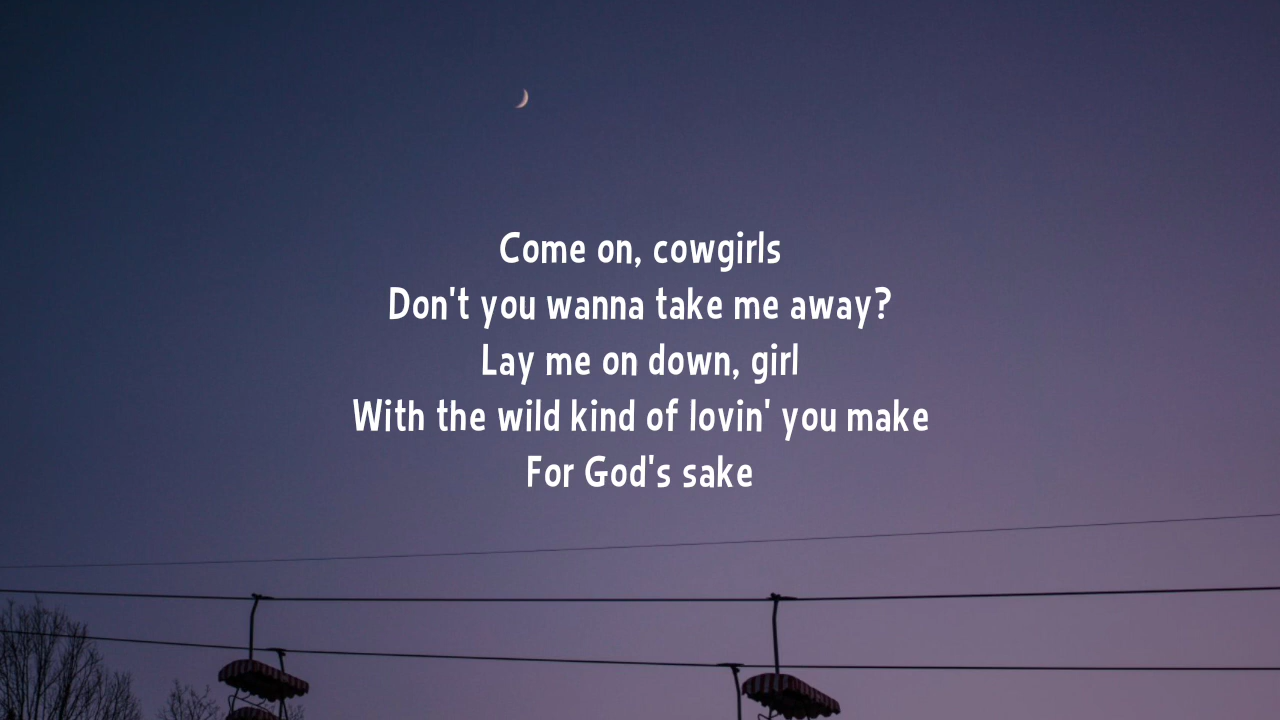 Come on, cowgirls
Don't you wanna take me away?
Lay me on down, girl
With the wild kind of lovin' you make
For God's sake